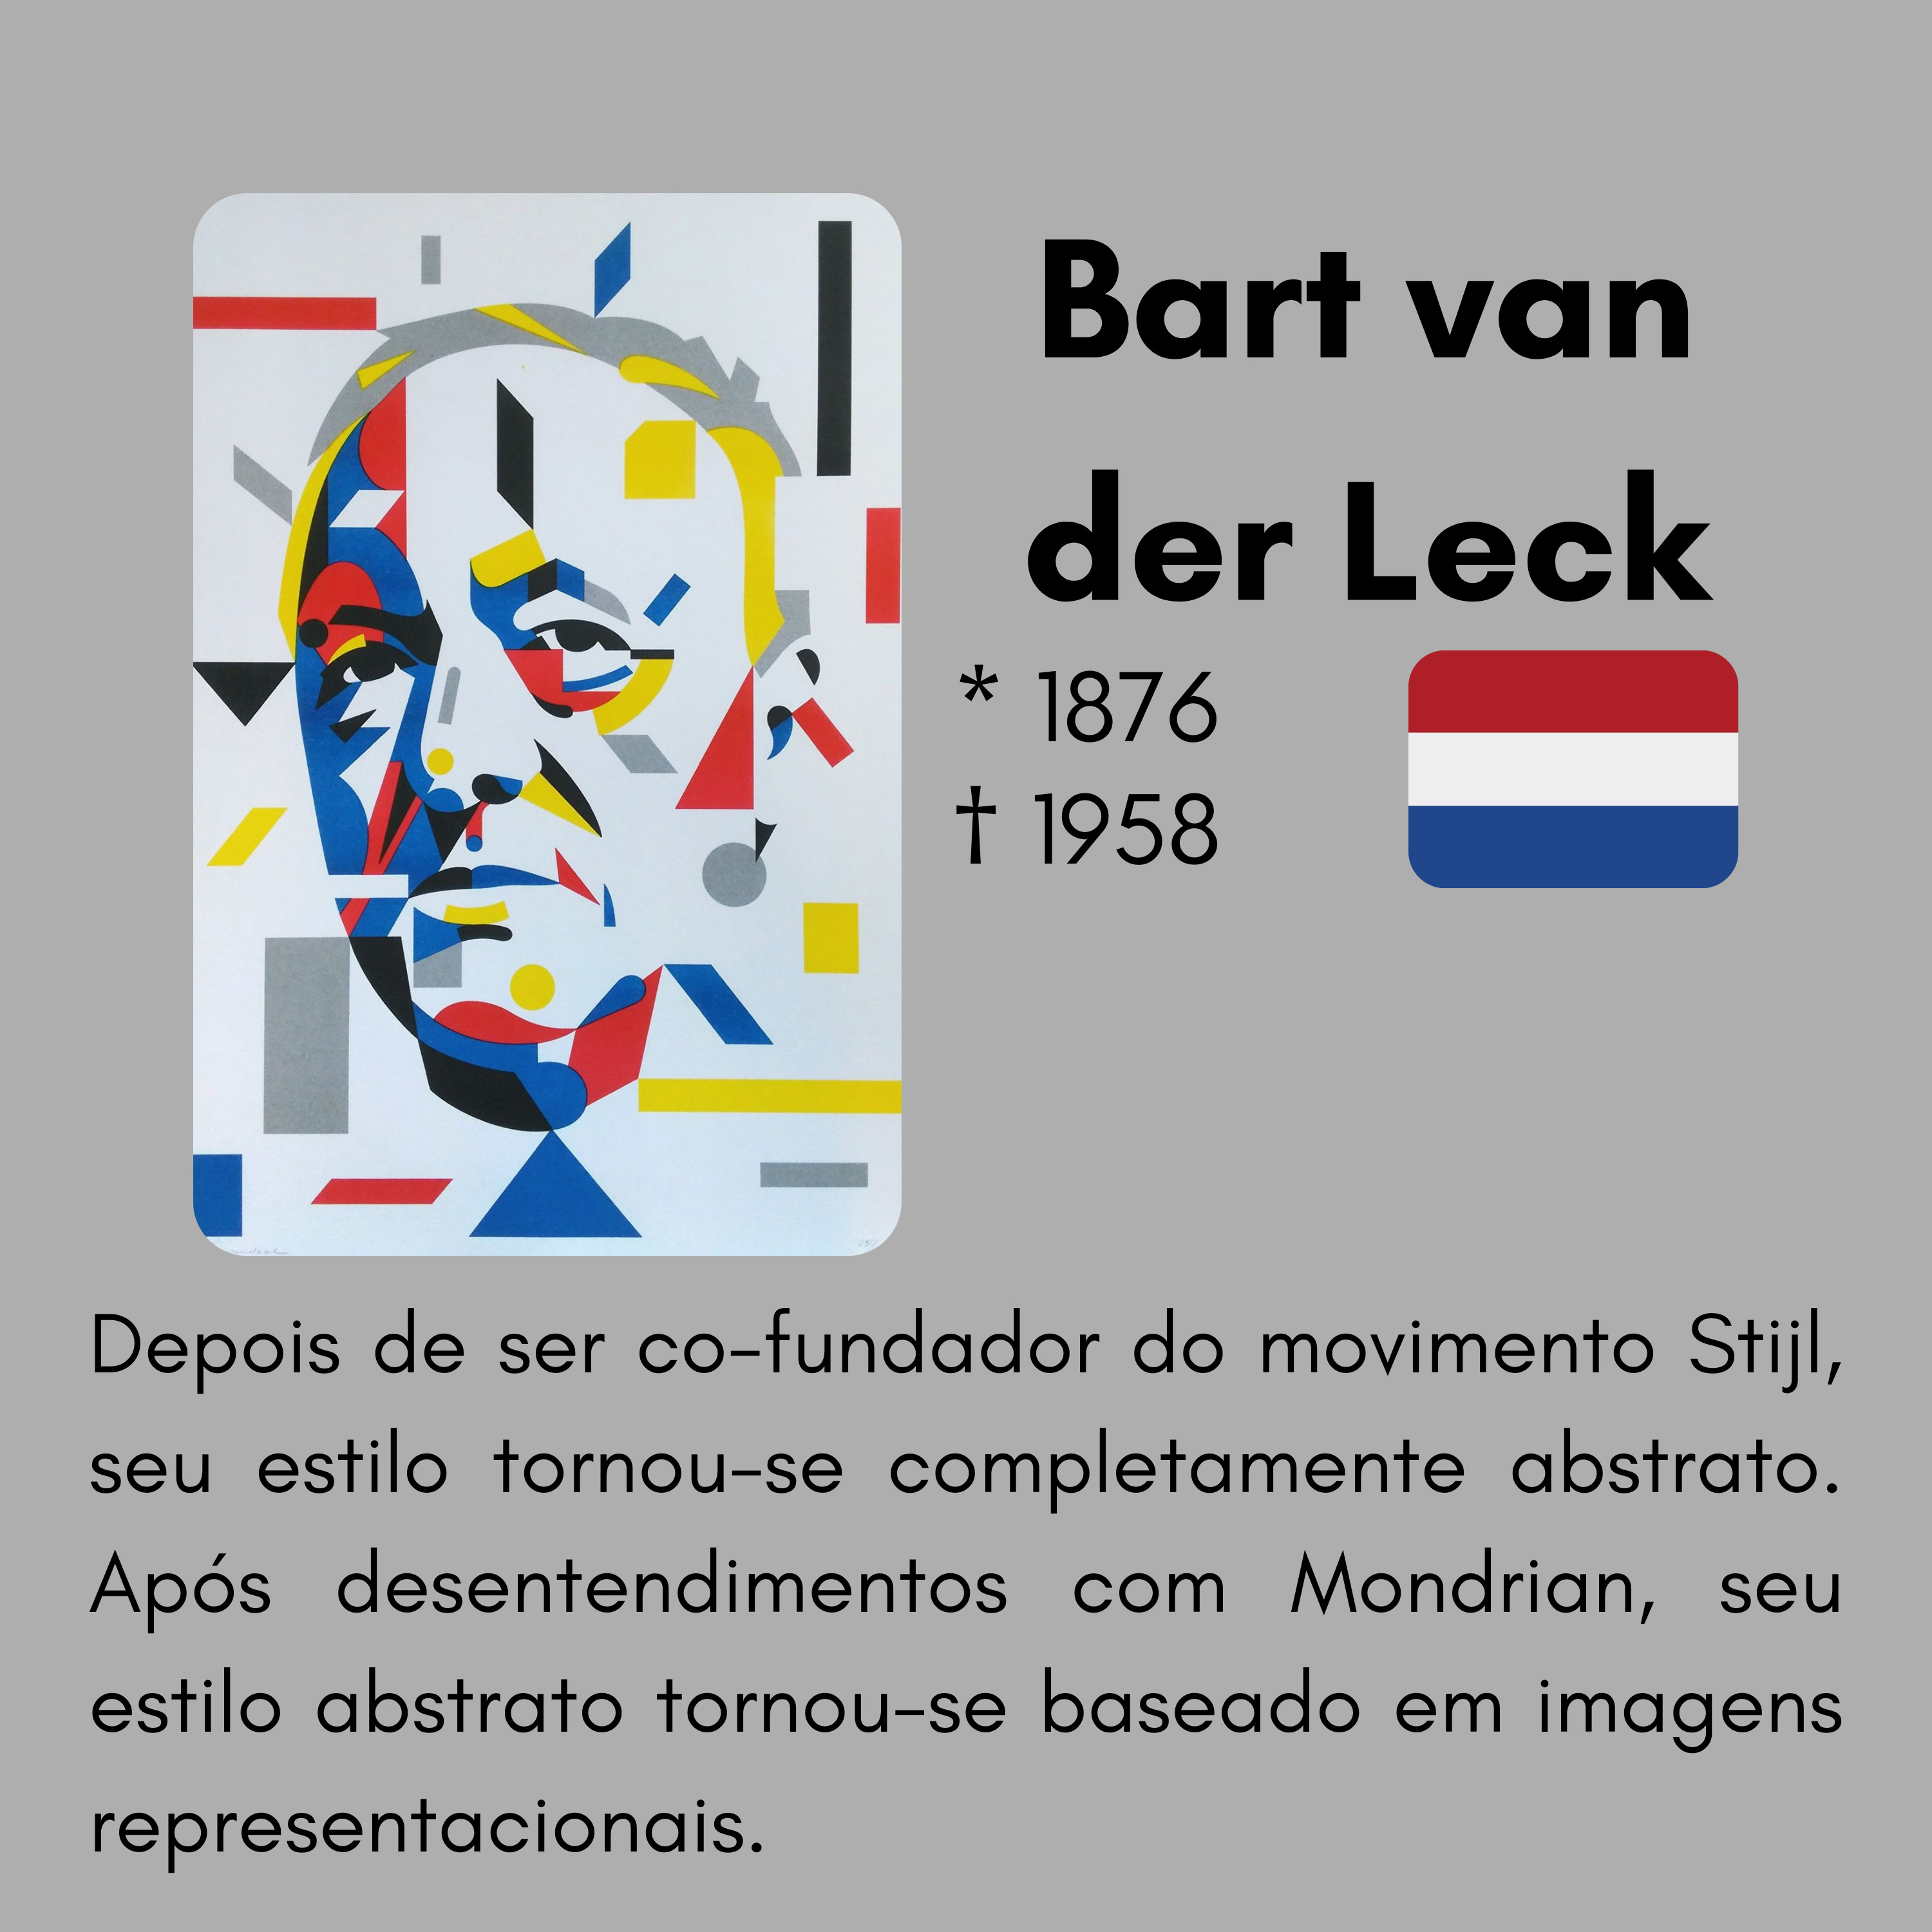 Bart van
der Leck
* 1876
† 1958
Depois de ser co-fundador do movimento Stijl,
seu estilo tornou-se completamente abstrato.
Após desentendimentos com Mondrian, seu
estilo abstrato tornou-se baseado em imagens
representacionais.